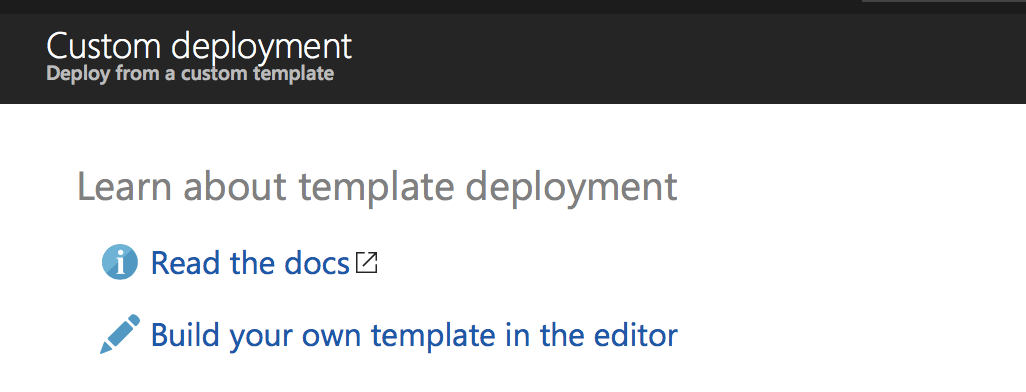 Custom deployment
Deploy from a custom template
Learn about template deployment
Read the docs
Build your own template in the editor